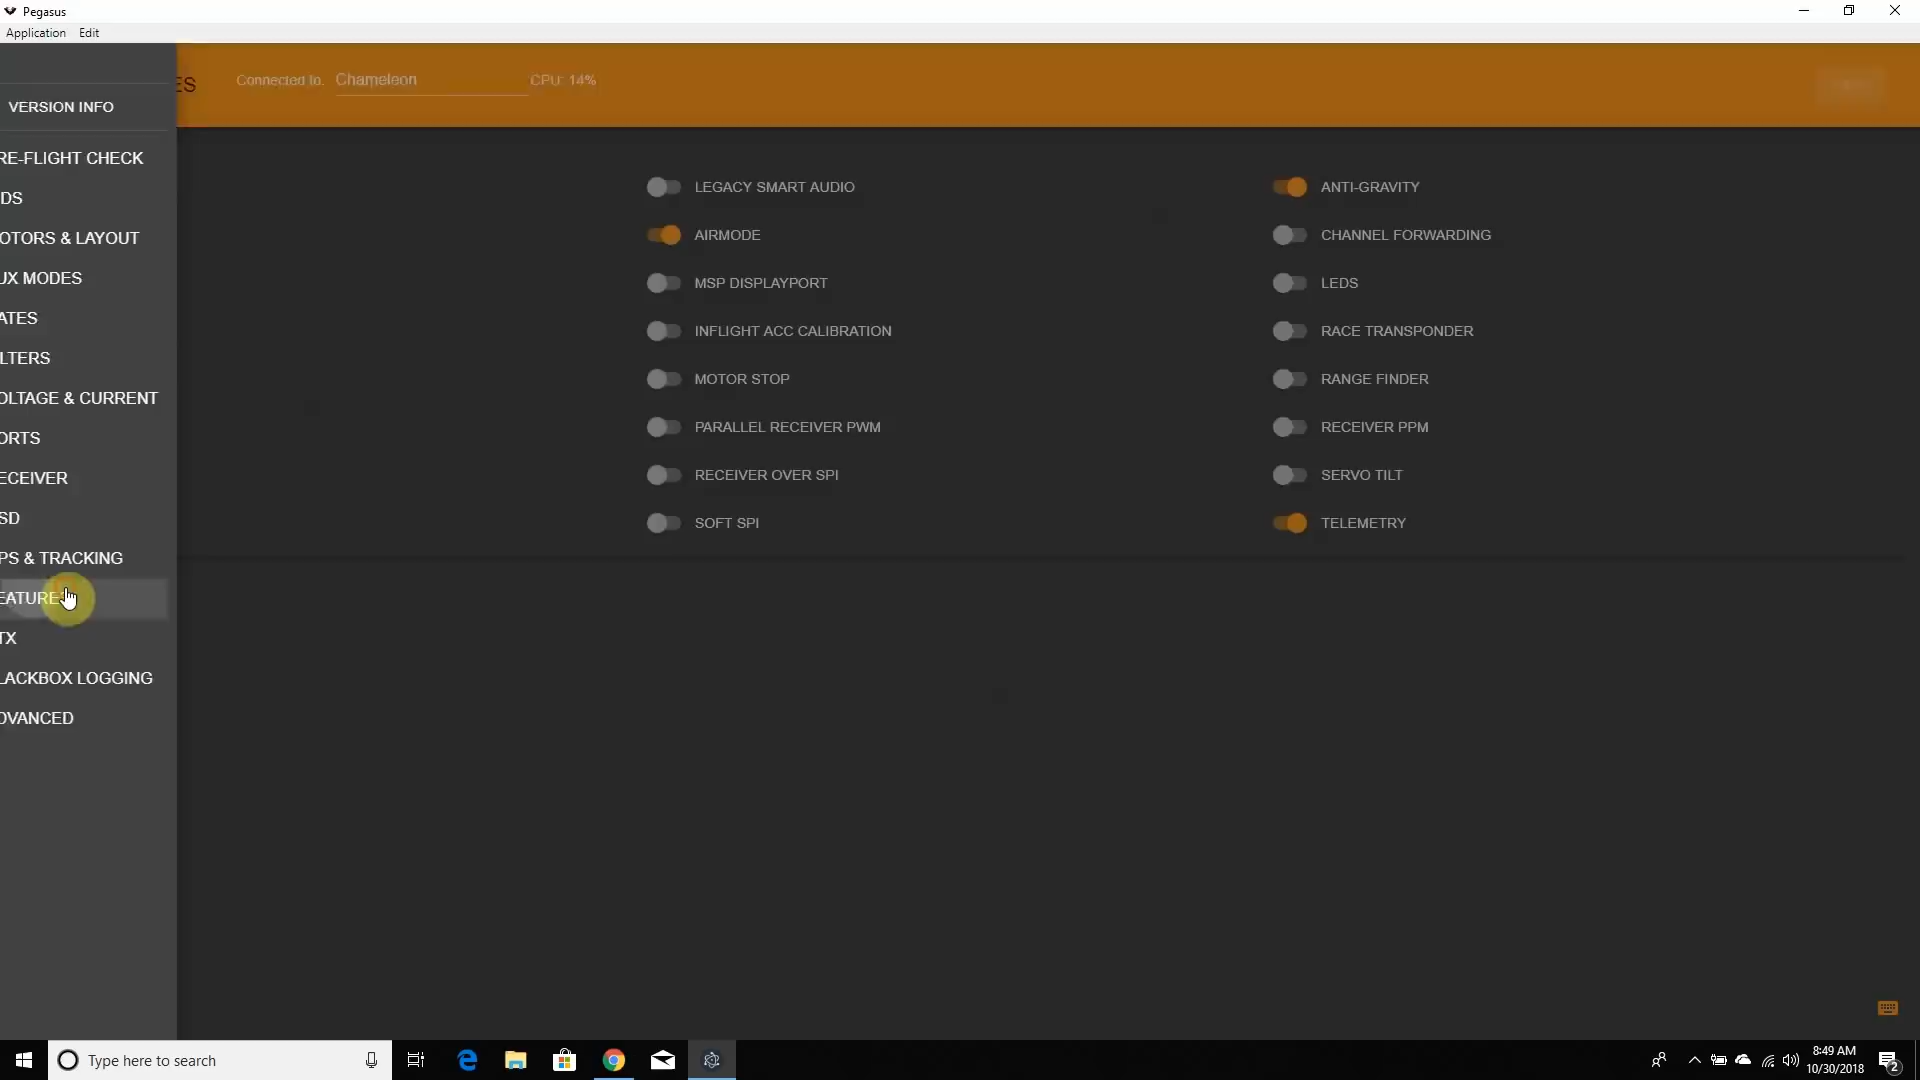 Pegasus
Application Edit
ES Connected to. Chameleon CPU: 14%
VERSION INFO
RE-FLIGHT CHECK
DS
OTORS & LAYOUT
UX MODES
ATES
LTERS
OLTAGE & CURRENT
ORTS
ECEIVER
SD
PS & TRACKING
EATURES
TX
LACKBOX LOGGING
DVANCED
LEGACY SMART AUDIO
AIRMODE
MSP DISPLAYPORT
INFLIGHT ACC CALIBRATION
MOTOR STOP
PARALLEL RECEIVER PWM
RECEIVER OVER SPI
SOFT SPI
ANTI-GRAVITY
CHANNEL FORWARDING
LEDS
RACE TRANSPONDER
RANGE FINDER
RECEIVER PPM
SERVO TILT
TELEMETRY
Type here to search
8:49 AM
10/30/2018
2